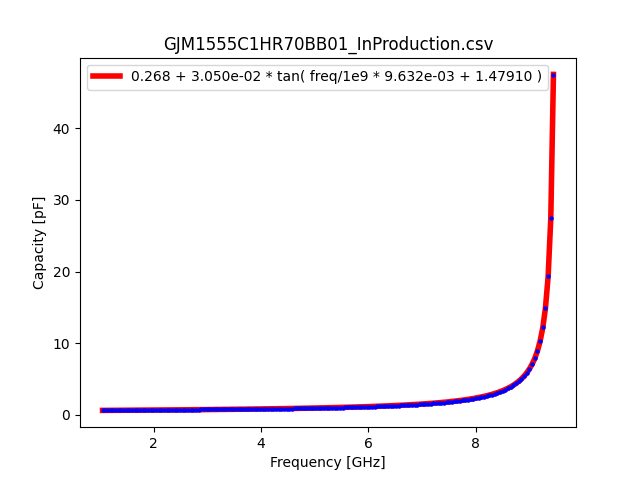 GJM1555C1HR70BB01_InProduction.csv
0.268 + 3.050e-02 * tan( freq/1e9 * 9.632e-03 + 1.47910 )
Capacity [pF]
40
30
20
10
0
2 4 6 8
Frequency [GHz]